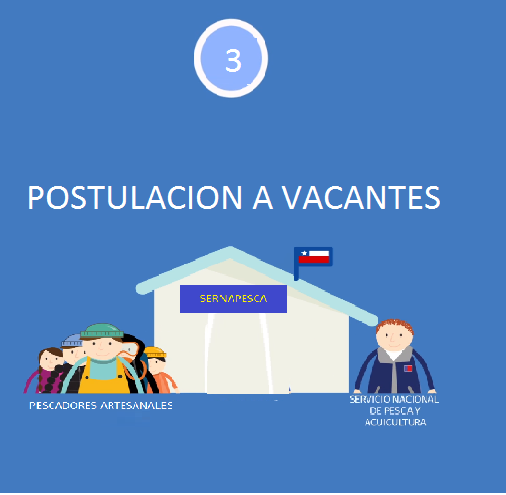 3
POSTULACION A VACANTES
SERNAPESCA
PESCADORES ARTESANALES
SERVICIO NACIONAL
DE PESCA Y
ACUICULTURA